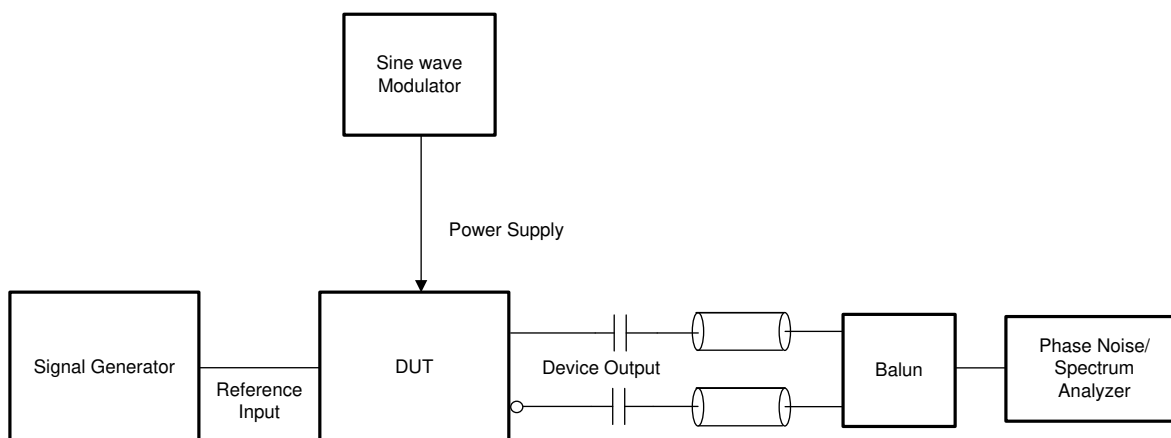 Sine wave
Modulator
Power Supply
Signal Generator
Reference
Input
DUT
Device Output
Balun
Phase Noise/
Spectrum
Analyzer